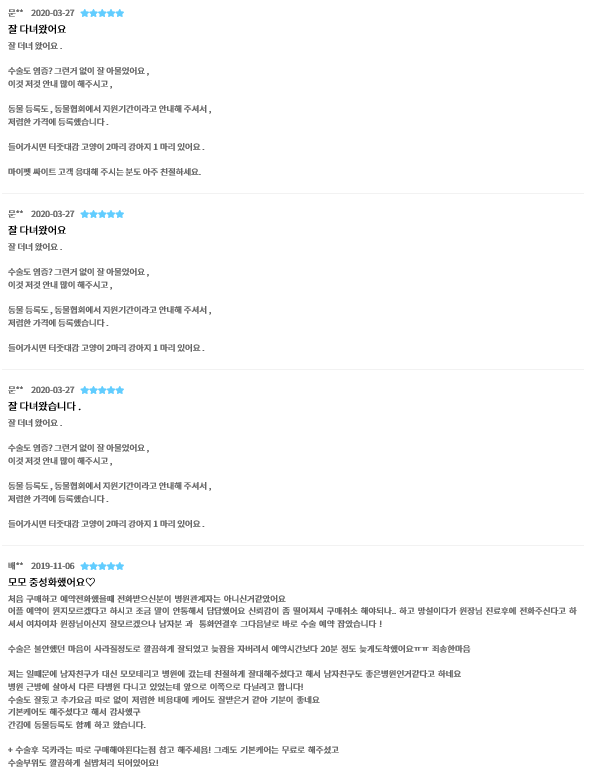 문** 2020-03-27 ★★★★★
잘 다녀왔어요
잘 더녀 왔어요 .
수술도 염증? 그런거 없이 잘 아물었어요 ,
이것 저것 안내 많이 해주시고 ,
동물 등록도 , 동물협회에서 지원기간이라고 안내해 주셔서 ,
저렴한 가격에 등록했습니다 .
들어가시면 터줏대감 고양이 2마리 강아지 1 마리 있어요 .
마이펫 싸이트 고객 응대해 주시는 분도 아주 친절하세요.
문** 2020-03-27 ★★★★★
잘 다녀왔어요
잘 더녀 왔어요 .
수술도 염증? 그런거 없이 잘 아물었어요 ,
이것 저것 안내 많이 해주시고 ,
동물 등록도 , 동물협회에서 지원기간이라고 안내해 주셔서 ,
저렴한 가격에 등록했습니다 .
들어가시면 터줏대감 고양이 2마리 강아지 1 마리 있어요 .
문** 2020-03-27 ★★★★★
잘 다녀왔습니다 .
잘 더녀 왔어요 .
수술도 염증? 그런거 없이 잘 아물었어요 ,
이것 저것 안내 많이 해주시고 ,
동물 등록도 , 동물협회에서 지원기간이라고 안내해 주셔서 ,
저렴한 가격에 등록했습니다 .
들어가시면 터줏대감 고양이 2마리 강아지 1 마리 있어요 .
배** 2019-11-06 ★★★★★
모모 중성화했어요♡
처음 구매하고 예약전화했을때 전화받으신분이 병원관계자는 아니신거같았어요
어플 예약이 뭔지모르겠다고 하시고 조금 말이 안통해서 답답했어요 신뢰감이 좀 떨어져서 구매취소 해야되나.. 하고 망설이다가 원장님 진료후에 전화주신다고 하
셔서 여차여차 원장님이신지 잘모르겠으나 남자분 과 통화연결후 그다음날로 바로 수술 예약 잡았습니다 !
수술은 불안했던 마음이 사라질정도로 깔끔하게 잘되었고 늦잠을 자버려서 예약시간보다 20분 정도 늦게도착했어요ㅠㅠ 죄송한마음
저는 일때문에 남자친구가 대신 모모데리고 병원에 갔는데 친절하게 잘대해주셨다고 해서 남자친구도 좋은병원인거같다고 하네요
병원 근방에 살아서 다른 타병원 다니고 있었는데 앞으로 이쪽으로 다닐려고 합니다!
수술도 잘됬고 추가요금 따로 없이 저렴한 비용대에 케어도 잘받은거 같아 기분이 좋네요
기본케어도 해주셨다고 해서 감사했구
간김에 동물등록도 함께 하고 왔습니다.
+ 수술후 목카라는 따로 구매해야된다는점 참고 해주세음! 그래도 기본케어는 무료로 해주셨고
수술부위도 깔끔하게 실밥처리 되어있어요!